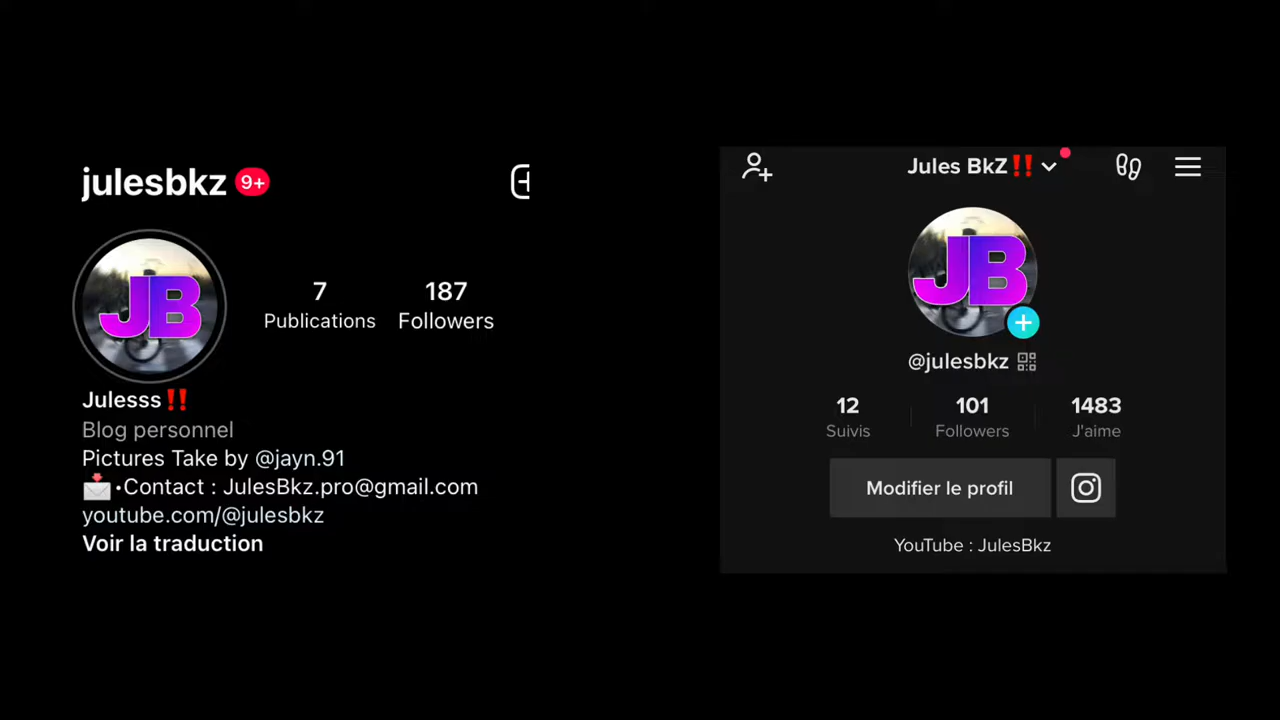 julesbkz 9+
JB
7
Publications
187
Followers
Julesss‼️
Blog personnel
Pictures Take by @jayn.91
📩•Contact : JulesBkz.pro@gmail.com
youtube.com/@julesbkz
Voir la traduction
Jules BkZ‼️
JB
@julesbkz
12
Suivis
101
Followers
1483
J'aime
Modifier le profil
YouTube : JulesBkz